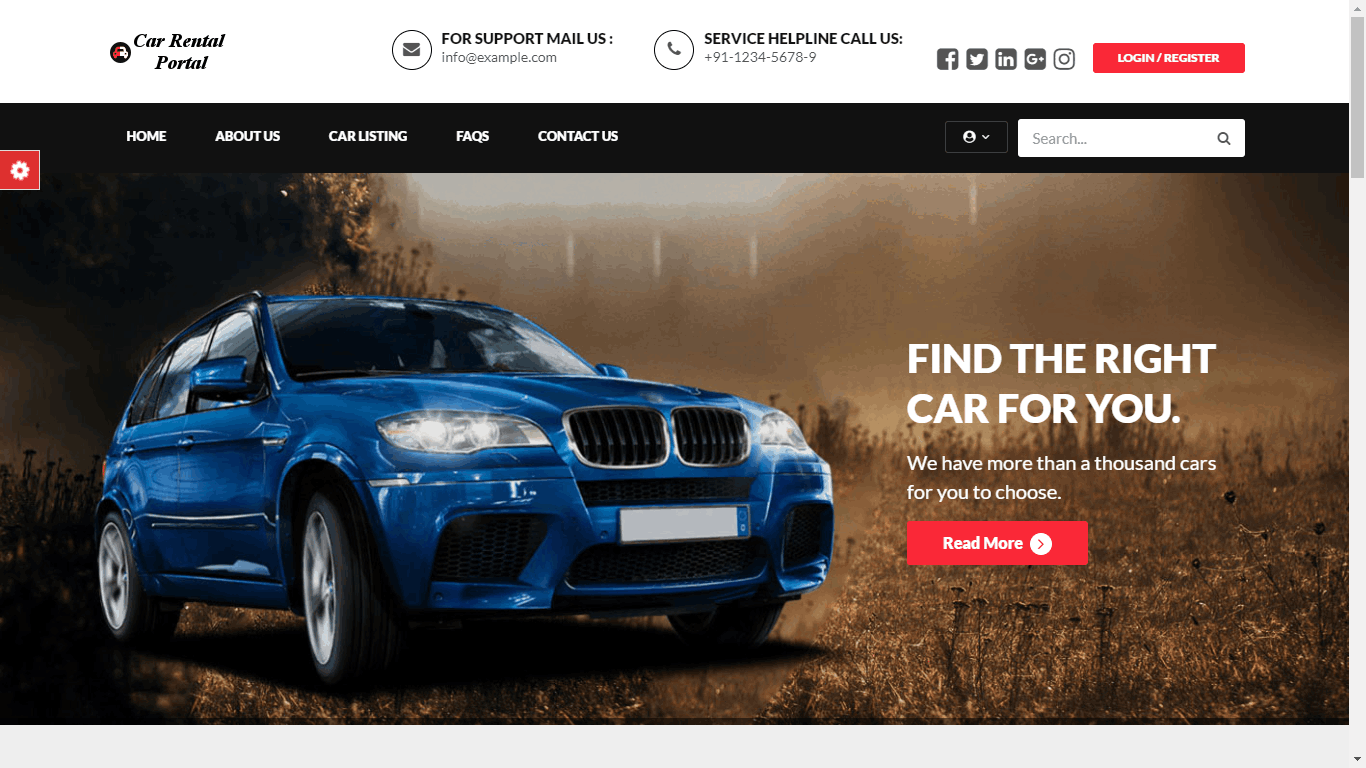 Car Rental
Portal
FOR SUPPORT MAIL US :
info@example.com
SERVICE HELPLINE CALL US:
+91-1234-5678-9
LOGIN / REGISTER
HOME
ABOUT US
CAR LISTING
FAQS
CONTACT US
Search...
FIND THE RIGHT
CAR FOR YOU.
We have more than a thousand cars
for you to choose.
Read More